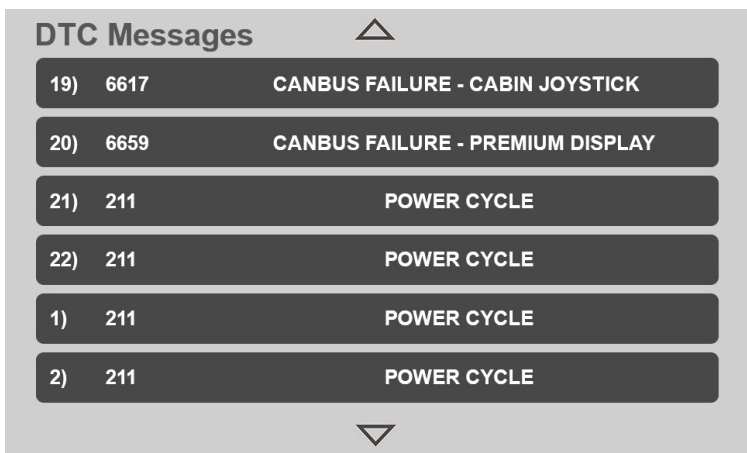 DTC Messages
19) 6617 CANBUS FAILURE - CABIN JOYSTICK
20) 6659 CANBUS FAILURE - PREMIUM DISPLAY
21) 211 POWER CYCLE
22) 211 POWER CYCLE
1) 211 POWER CYCLE
2) 211 POWER CYCLE